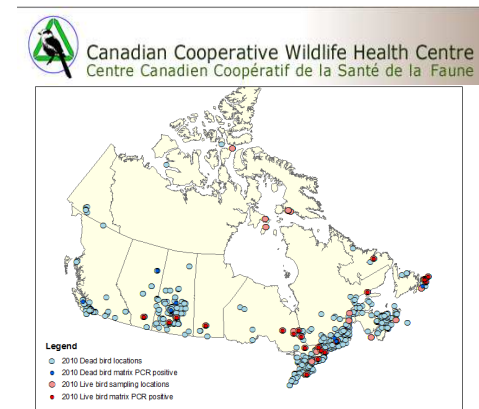 Canadian Cooperative Wildlife Health Centre
Centre Canadien Coopératif de la Santé de la Faune
Legend
2010 Dead bird locations
2010 Dead bird matrix PCR positive
2010 Live bird sampling locations
2010 Live bird matrix PCR positive